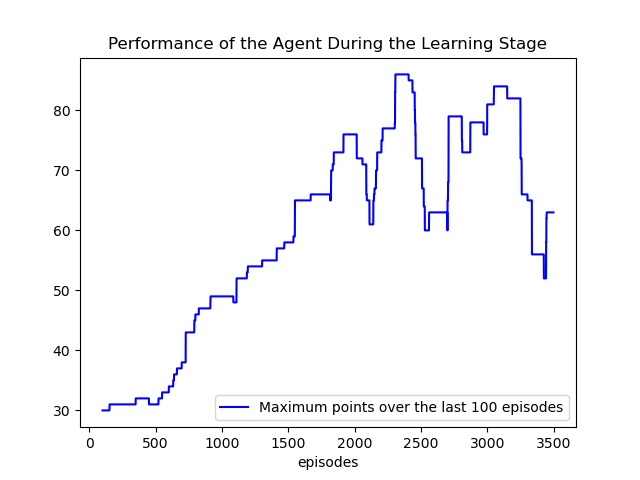 Performance of the Agent During the Learning Stage
80
70
60
50
40
30
Maximum points over the last 100 episodes
0 500 1000 1500 2000 2500 3000 3500
episodes